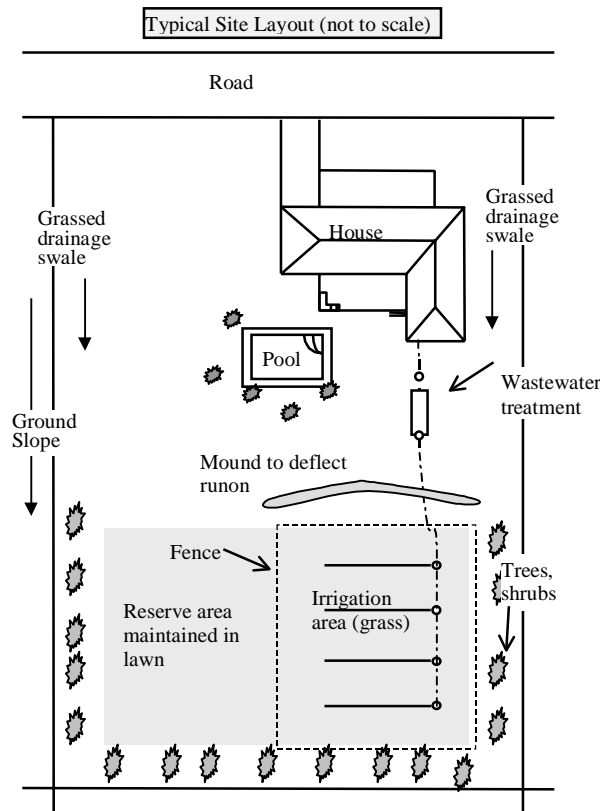 Typical Site Layout (not to scale)
Road
Grassed
drainage
swale
House
Grassed
drainage
swale
Pool
Wastewater
treatment
Ground
Slope
Mound to deflect
runon
Fence
Trees,
shrubs
Irrigation
area (grass)
Reserve area
maintained in
lawn